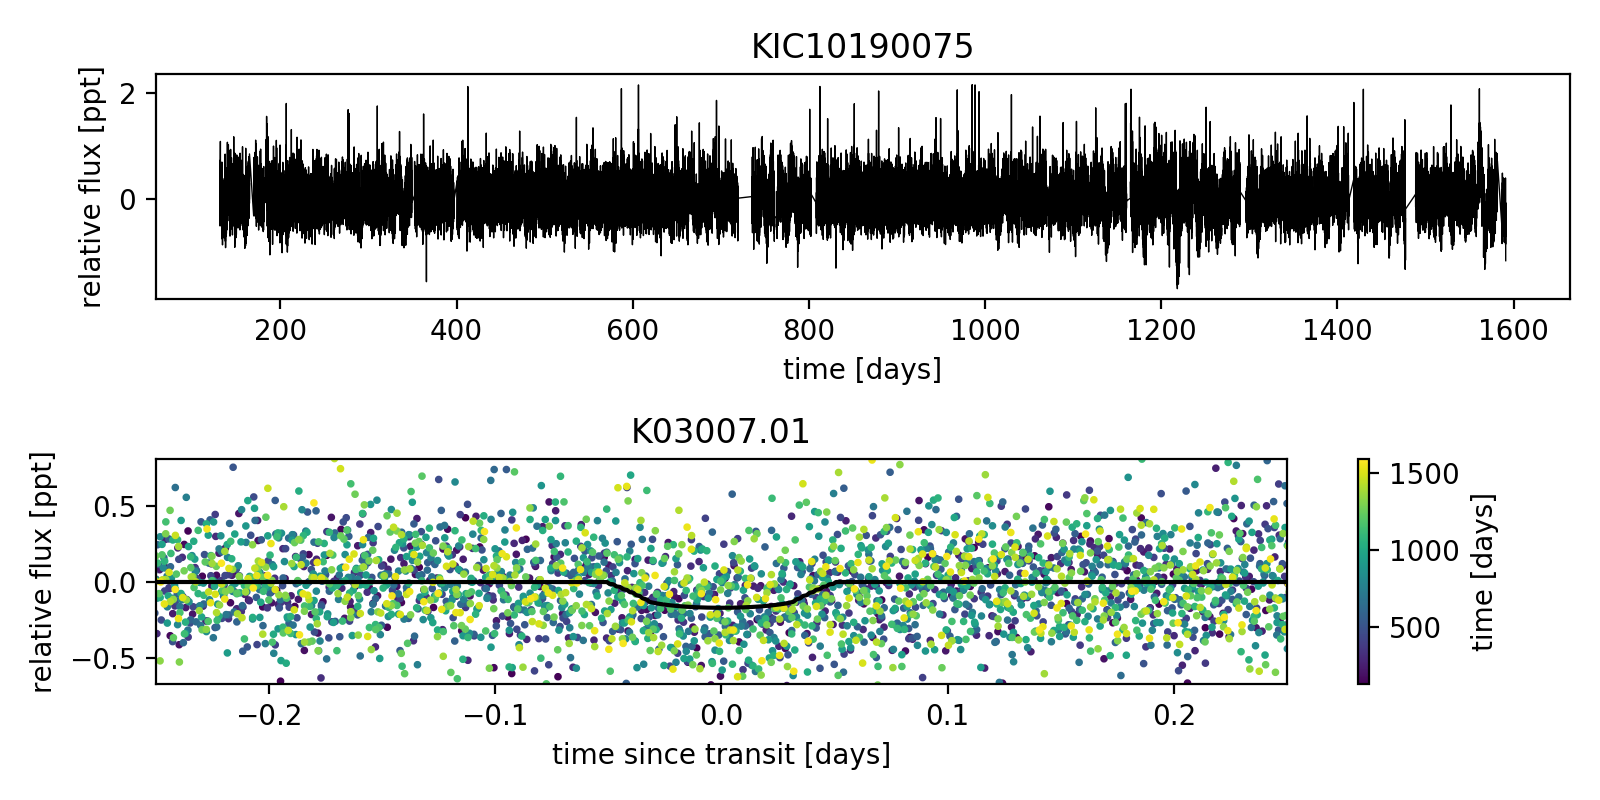 KIC10190075
relative flux [ppt]
2
0
200 400 600 800 1000 1200 1400 1600
time [days]
K03007.01
relative flux [ppt]
0.5
0.0
−0.5
−0.2 −0.1 0.0 0.1 0.2
time since transit [days]
1500
1000
500
time [days]